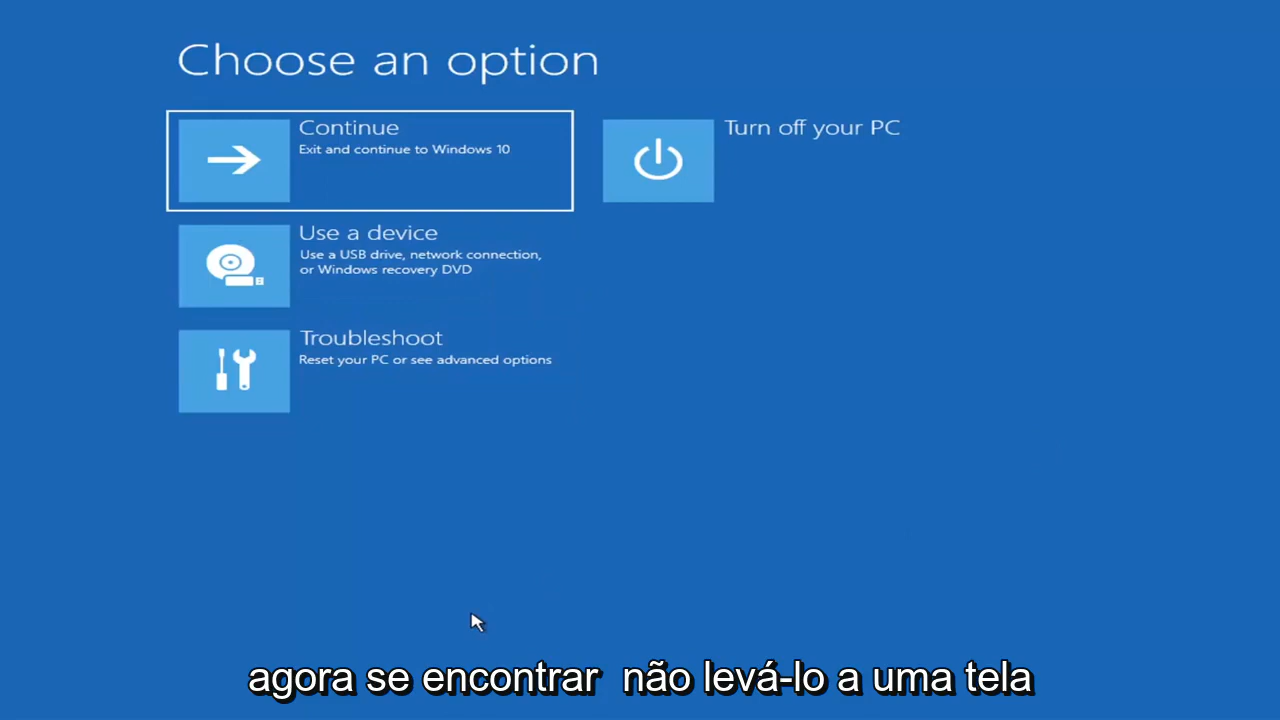 Choose an option
Continue
Exit and continue to Windows 10
Turn off your PC
Use a device
Use a USB drive, network connection,
or Windows recovery DVD
Troubleshoot
Reset your PC or see advanced options
agora se encontrar não levá-lo a uma tela